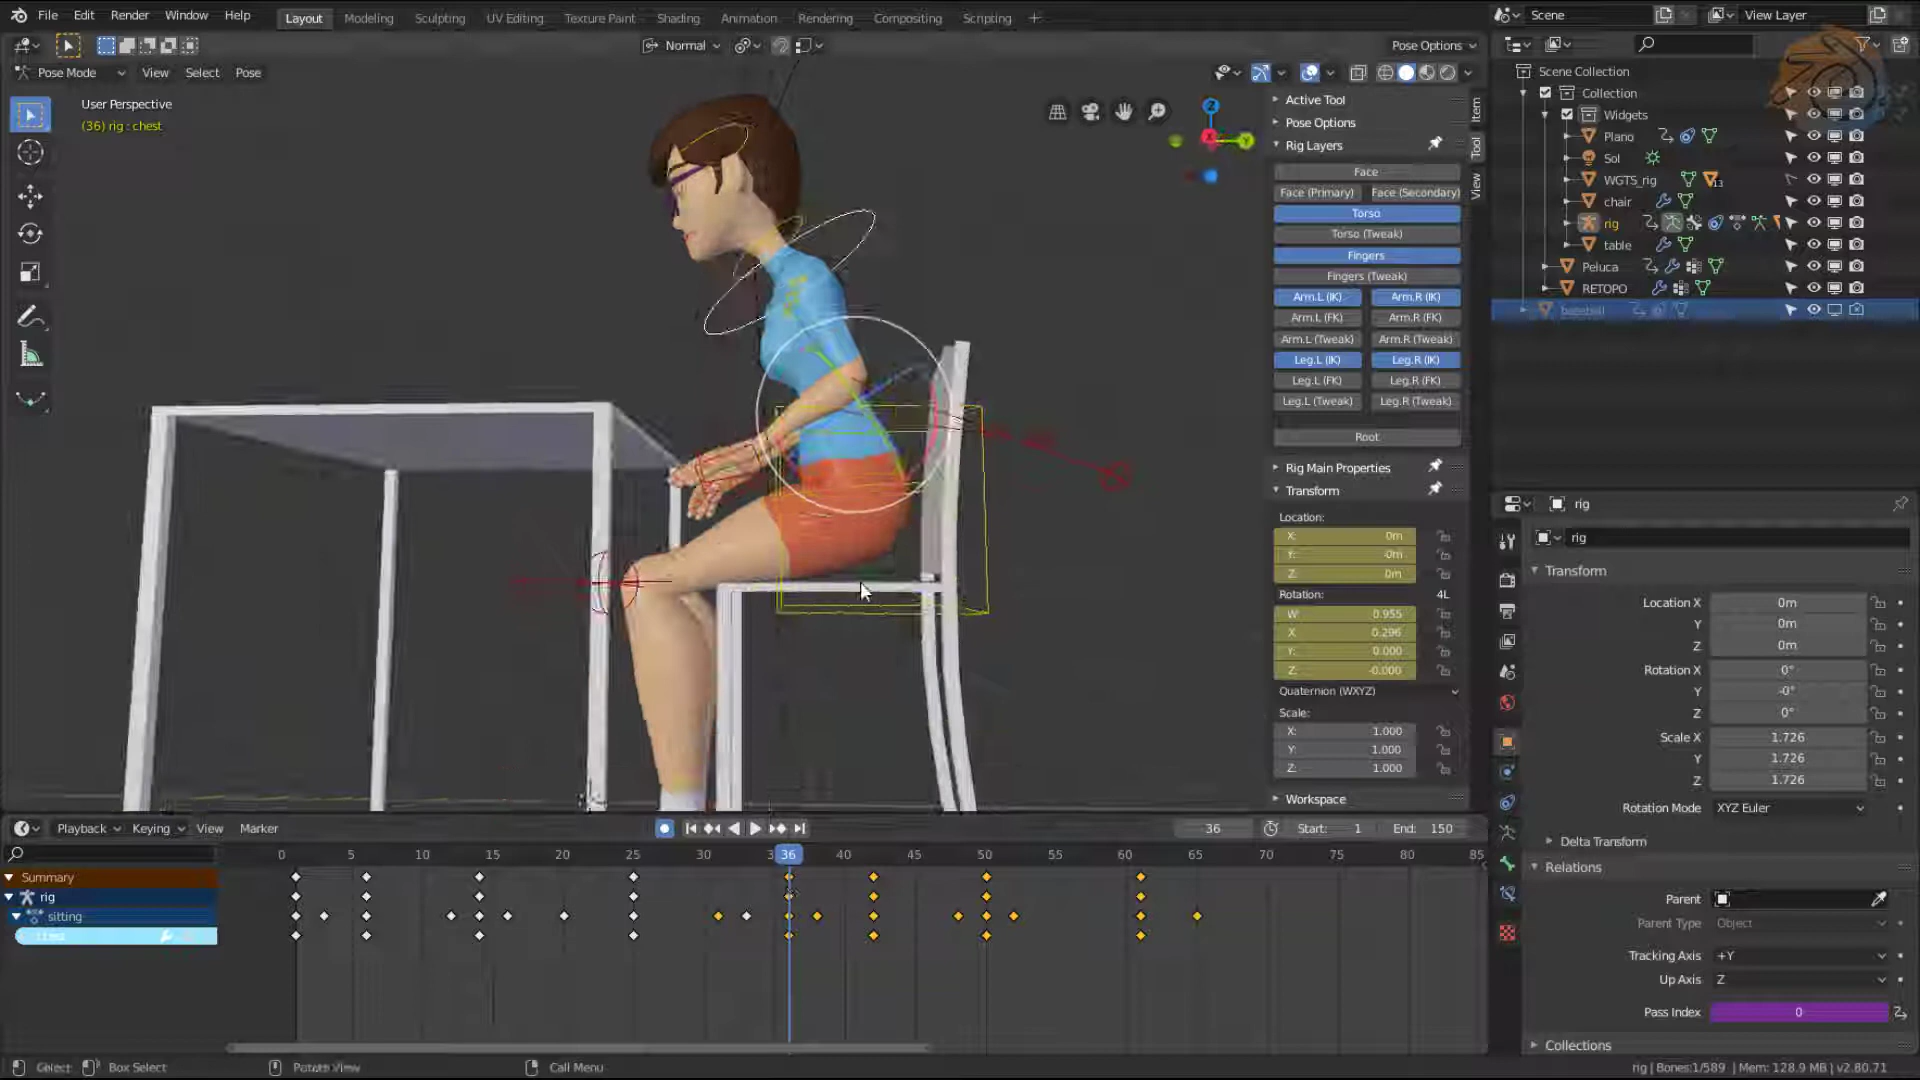 File Edit Render Window Help
Layout Modeling Sculpting UV Editing Texture Paint Shading Animation Rendering Compositing Scripting +
Scene View Layer
Normal
Pose Options
Pose Mode View Select Pose
User Perspective
(36) rig : chest
Active Tool
Pose Options
Rig Layers
Face
Face (Primary) Face (Secondary)
Torso
Torso (Tweak)
Fingers
Fingers (Tweak)
Arm.L (IK) Arm.R (IK)
Arm.L (FK) Arm.R (FK)
Arm.L (Tweak) Arm.R (Tweak)
Leg.L (IK) Leg.R (IK)
Leg.L (FK) Leg.R (FK)
Leg.L (Tweak) Leg.R (Tweak)
Root
Rig Main Properties
Transform
Location:
X: 0m
Y: -0m
Z: 0m
Rotation: 4L
W: 0.955
X: 0.296
Y: 0.000
Z: -0.000
Quaternion (WXYZ)
Scale:
X: 1.000
Y: 1.000
Z: 1.000
Workspace
Item
Tool
View
Z
Y
X
Scene Collection
Collection
Widgets
Plano
Sol
WGTS_rig 13
chair
rig
table
Peluca
RETOPO
baseball
rig
rig
Transform
Location X 0m
Y 0m
Z 0m
Rotation X 0°
Y -0°
Z 0°
Scale X 1.726
Y 1.726
Z 1.726
Rotation Mode XYZ Euler
Delta Transform
Relations
Parent
Parent Type Object
Tracking Axis +Y
Up Axis Z
Pass Index 0
Collections
Playback Keying View Marker
36 Start: 1 End: 150
0 5 10 15 20 25 30 36 40 45 50 55 60 65 70 75 80 85
Summary
rig
sitting
Object Box Select Rotate View Call Menu
rig | Bones:1/589 | Mem: 128.9 MB | v2.80.71